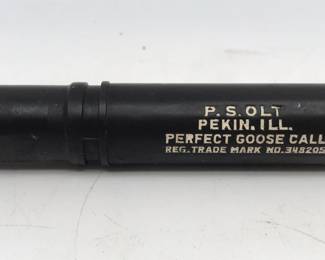 P.S.OLT
PEKIN.ILL.
PERFECT GOOSE CALL
REG.TRADE MARK NO.348205